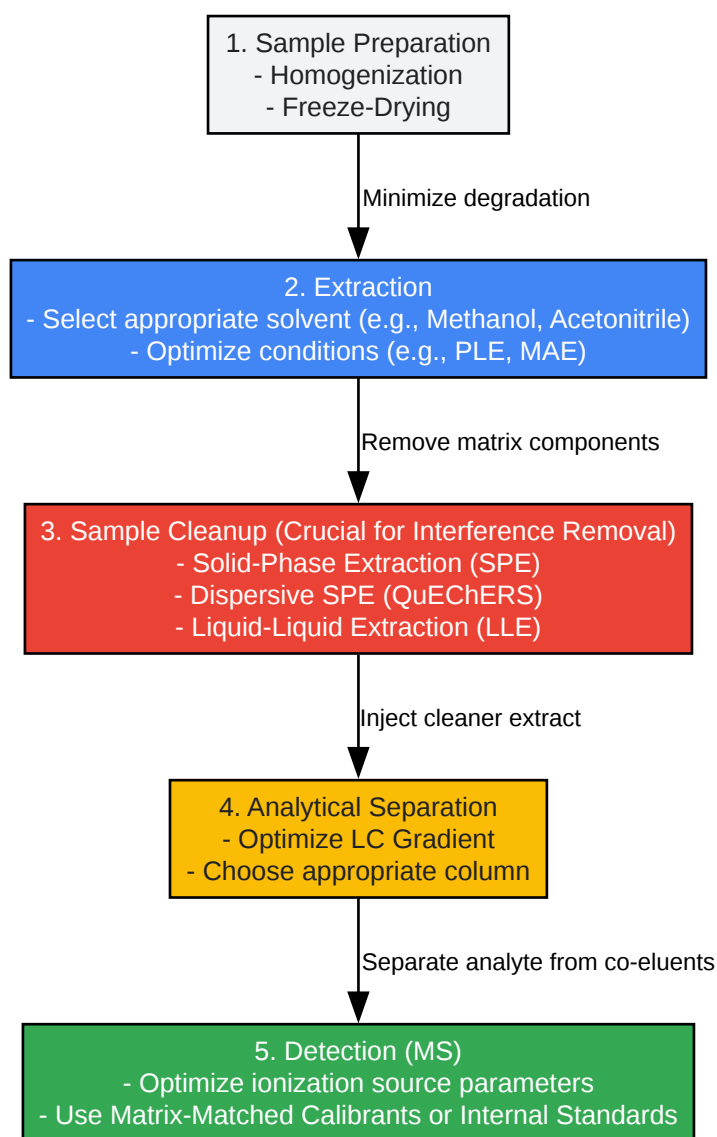 1. Sample Preparation
- Homogenization
- Freeze-Drying
Minimize degradation
2. Extraction
- Select appropriate solvent (e.g., Methanol, Acetonitrile)
- Optimize conditions (e.g., PLE, MAE)
Remove matrix components
3. Sample Cleanup (Crucial for Interference Removal)
- Solid-Phase Extraction (SPE)
- Dispersive SPE (QuEChERS)
- Liquid-Liquid Extraction (LLE)
Inject cleaner extract
4. Analytical Separation
- Optimize LC Gradient
- Choose appropriate column
Separate analyte from co-eluents
5. Detection (MS)
- Optimize ionization source parameters
- Use Matrix-Matched Calibrants or Internal Standards